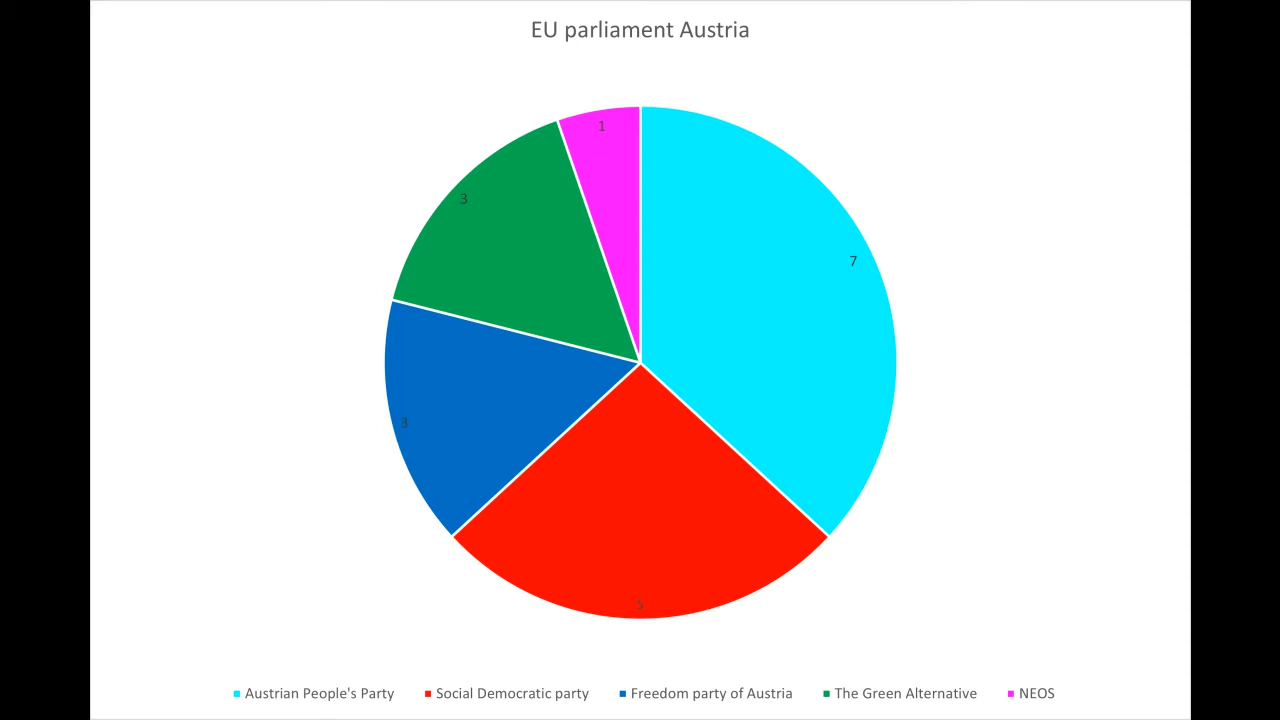 EU parliament Austria
1
3
7
3
5
Austrian People's Party
Social Democratic party
Freedom party of Austria
The Green Alternative
NEOS